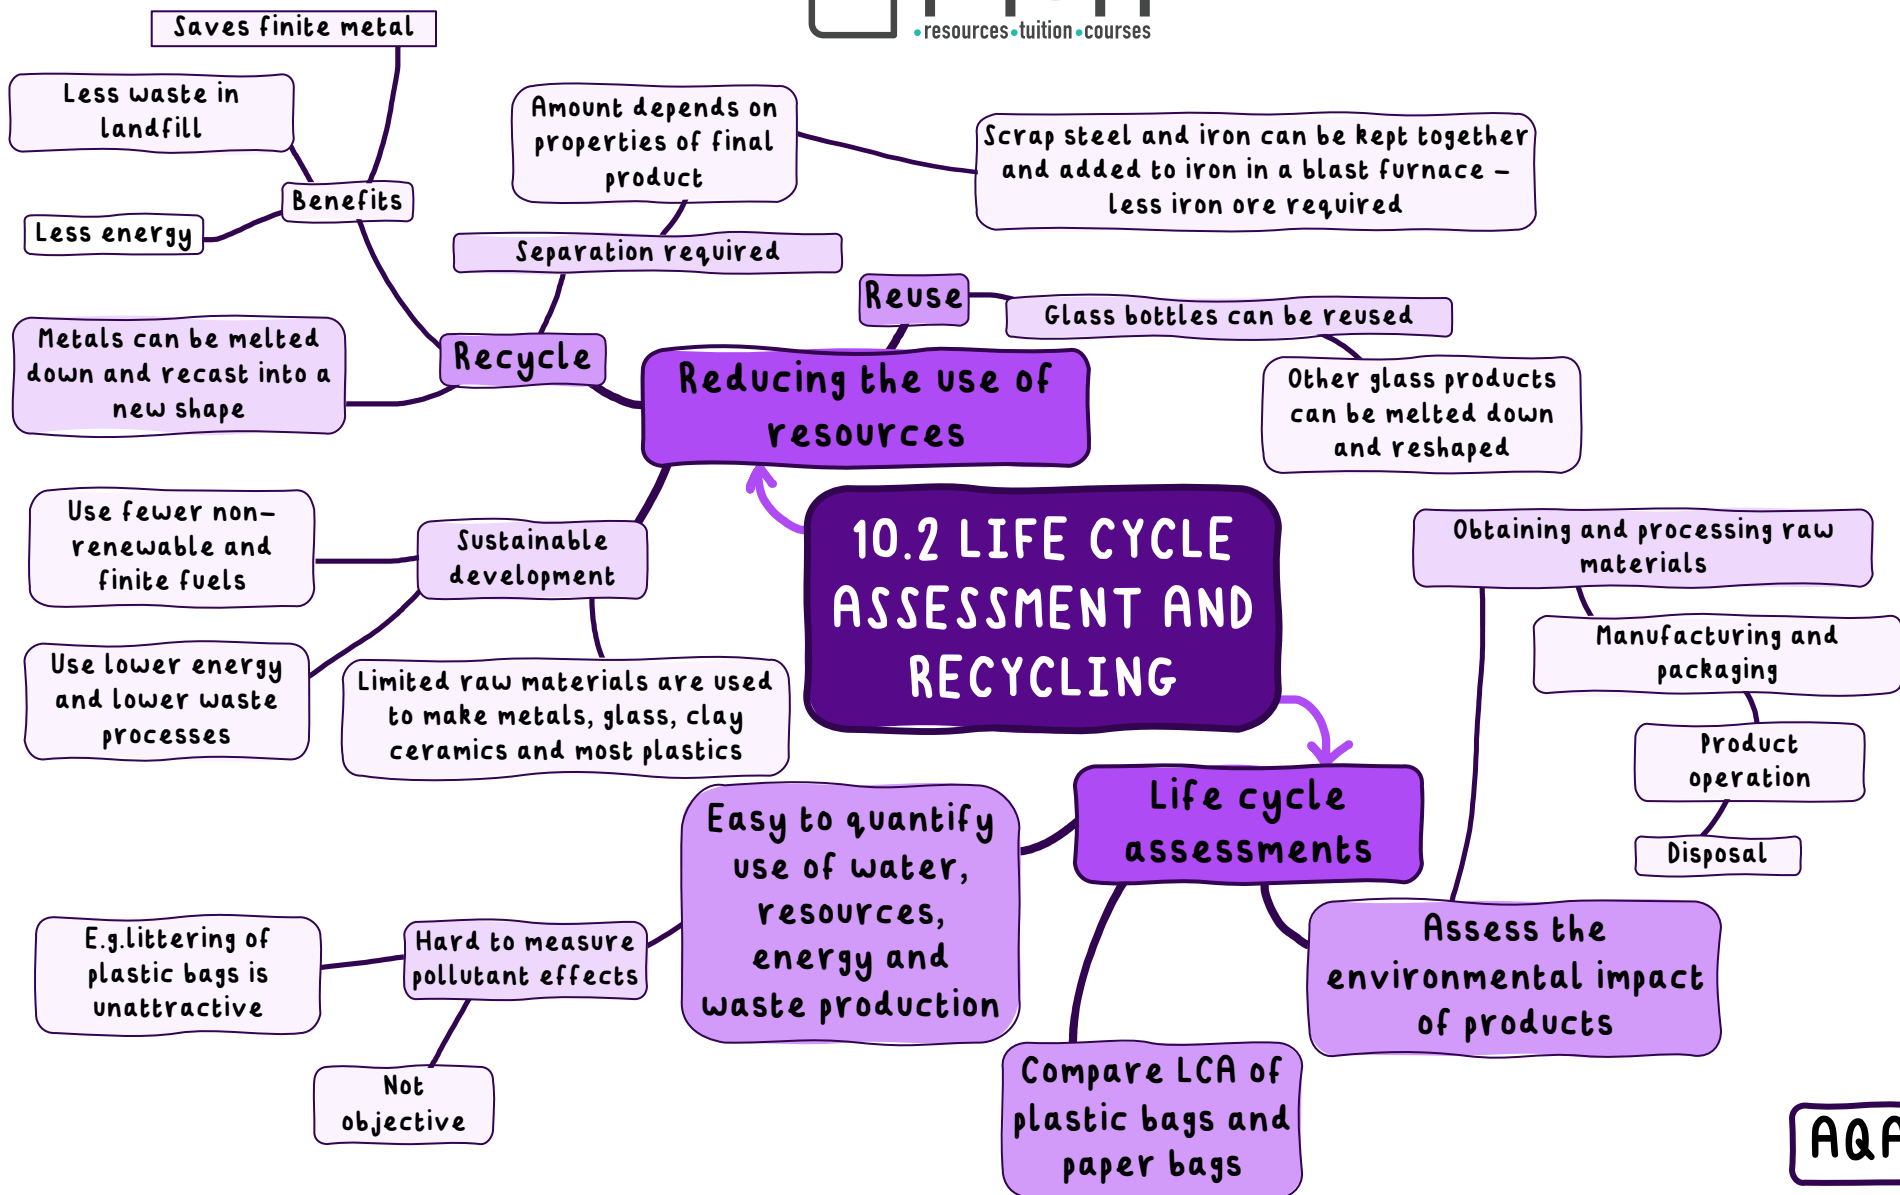 •resources•tuition•courses
Saves finite metal
Less waste in
landfill
Benefits
Less energy
Amount depends on
properties of final
product
Scrap steel and iron can be kept together
and added to iron in a blast furnace –
less iron ore required
Separation required
Reuse
Glass bottles can be reused
Other glass products
can be melted down
and reshaped
Metals can be melted
down and recast into a
new shape
Recycle
Reducing the use of
resources
Use fewer non-
renewable and
finite fuels
Sustainable
development
Use lower energy
and lower waste
processes
Limited raw materials are used
to make metals, glass, clay
ceramics and most plastics
10.2 LIFE CYCLE
ASSESSMENT AND
RECYCLING
Obtaining and processing raw
materials
Manufacturing and
packaging
Product
operation
Disposal
Life cycle
assessments
Easy to quantify
use of water,
resources,
energy and
waste production
Hard to measure
pollutant effects
E.g.littering of
plastic bags is
unattractive
Not
objective
Assess the
environmental impact
of products
Compare LCA of
plastic bags and
paper bags
AQA